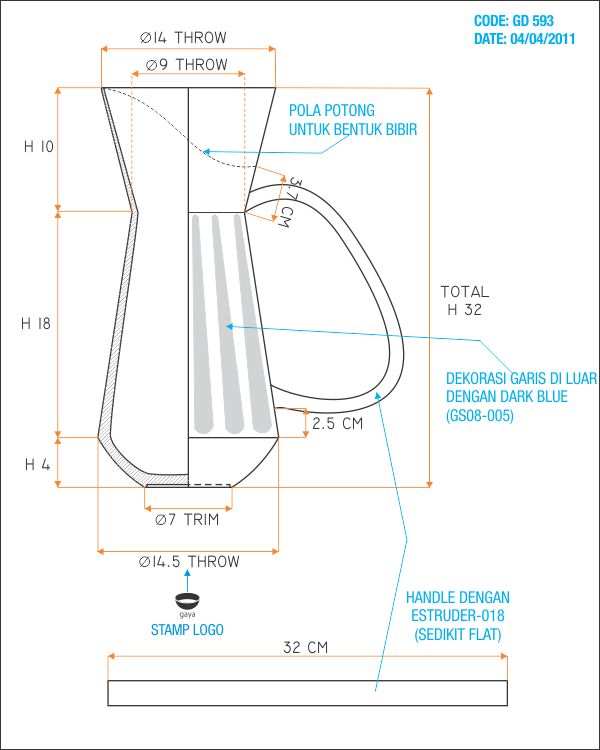 CODE: GD 593
DATE: 04/04/2011
Ø14 THROW
Ø9 THROW
POLA POTONG
UNTUK BENTUK BIBIR
H 10
3.7 CM
H 18
TOTAL
H 32
DEKORASI GARIS DI LUAR
DENGAN DARK BLUE
(GS08-005)
2.5 CM
H 4
Ø7 TRIM
Ø14.5 THROW
gaya
STAMP LOGO
HANDLE DENGAN
ESTRUDER-018
(SEDIKIT FLAT)
32 CM